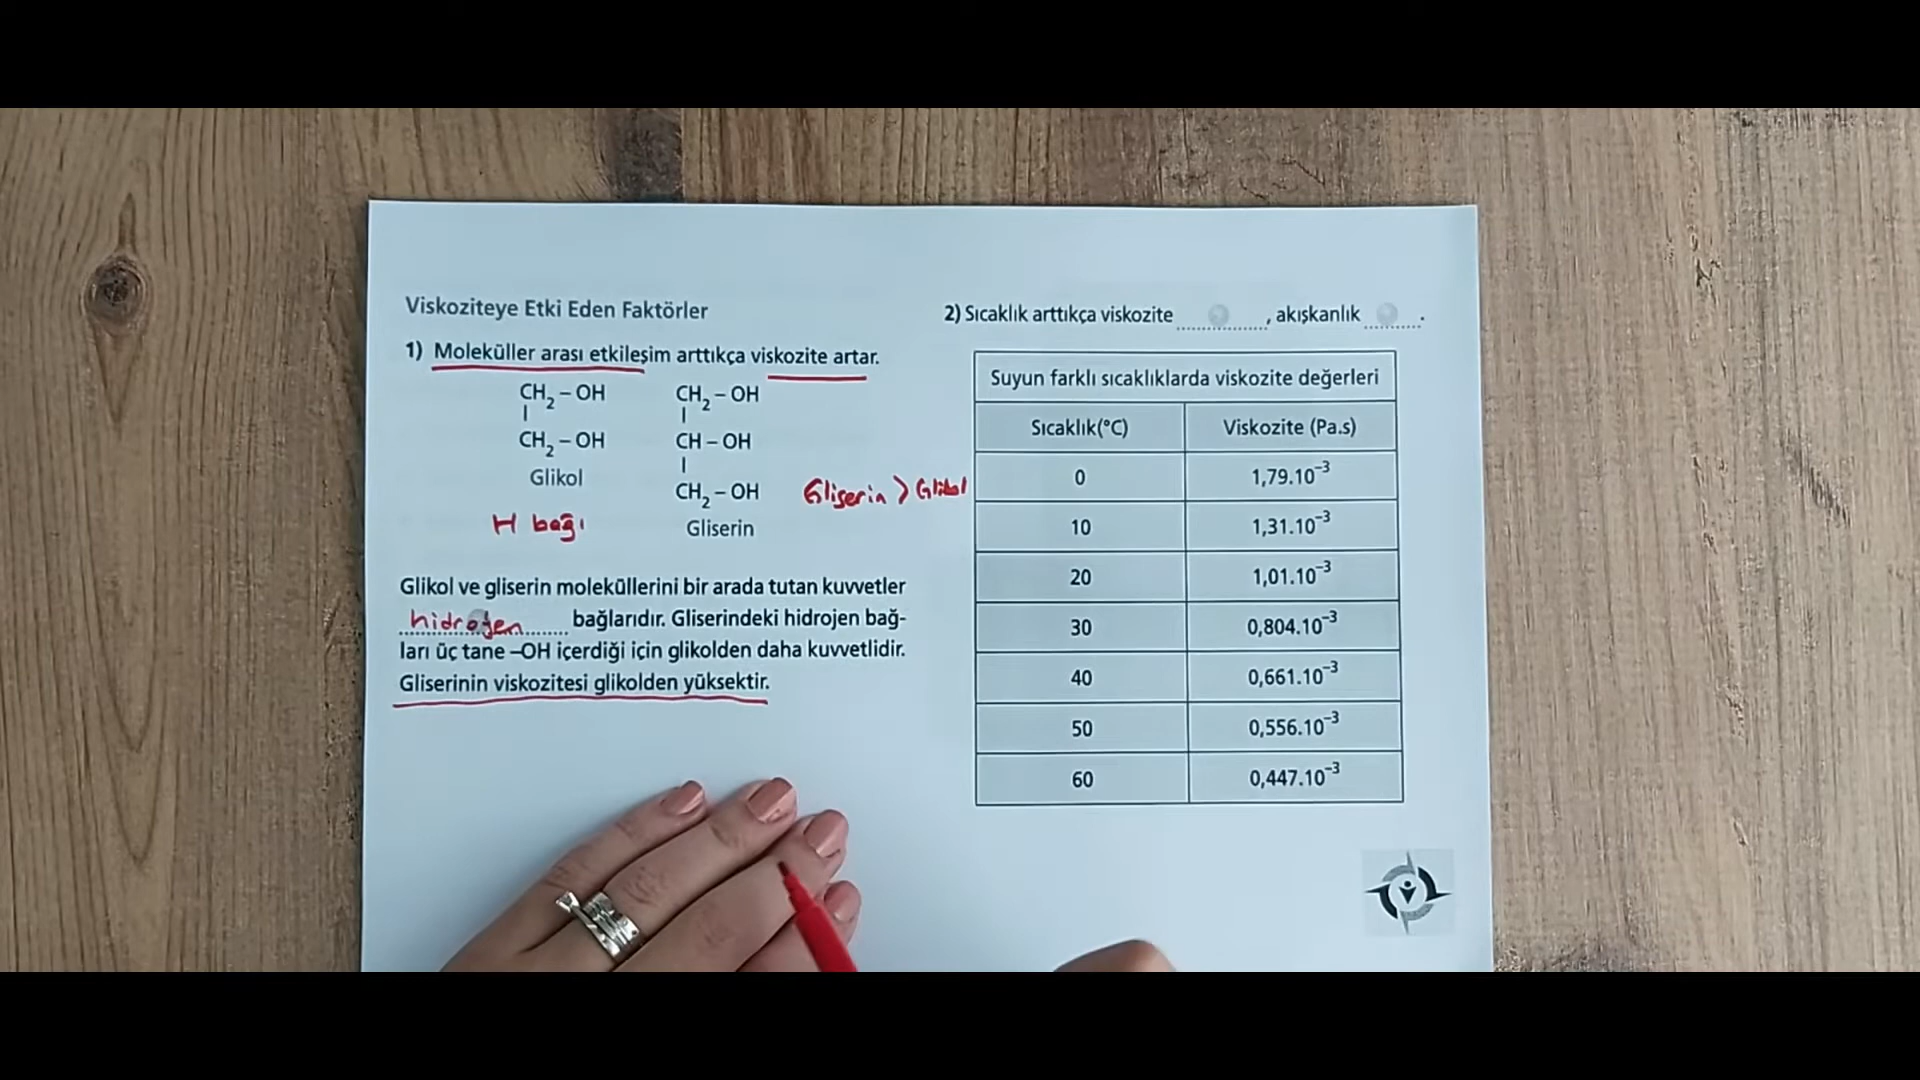 Viskoziteye Etki Eden Faktörler
1) Moleküller arası etkileşim arttıkça viskozite artar.
CH₂ – OH
CH₂ – OH
Glikol
H bağı
CH₂ – OH
CH – OH
CH₂ – OH
Gliserin
Gliserin > Glikol
Glikol ve gliserin moleküllerini bir arada tutan kuvvetler
hidrojen bağlarıdır. Gliserindeki hidrojen bağ-
ları üç tane –OH içerdiği için glikolden daha kuvvetlidir.
Gliserinin viskozitesi glikolden yüksektir.
2) Sıcaklık arttıkça viskozite ............, akışkanlık ........ .
Suyun farklı sıcaklıklarda viskozite değerleri
Sıcaklık(°C) Viskozite (Pa.s)
0 1,79.10⁻³
10 1,31.10⁻³
20 1,01.10⁻³
30 0,804.10⁻³
40 0,661.10⁻³
50 0,556.10⁻³
60 0,447.10⁻³